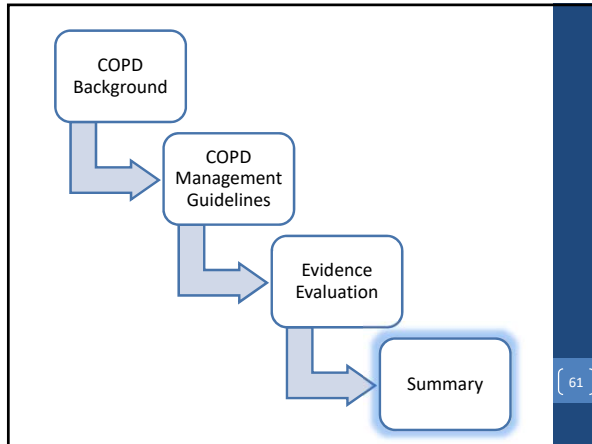 COPD
Background
COPD
Management
Guidelines
Evidence
Evaluation
Summary
61